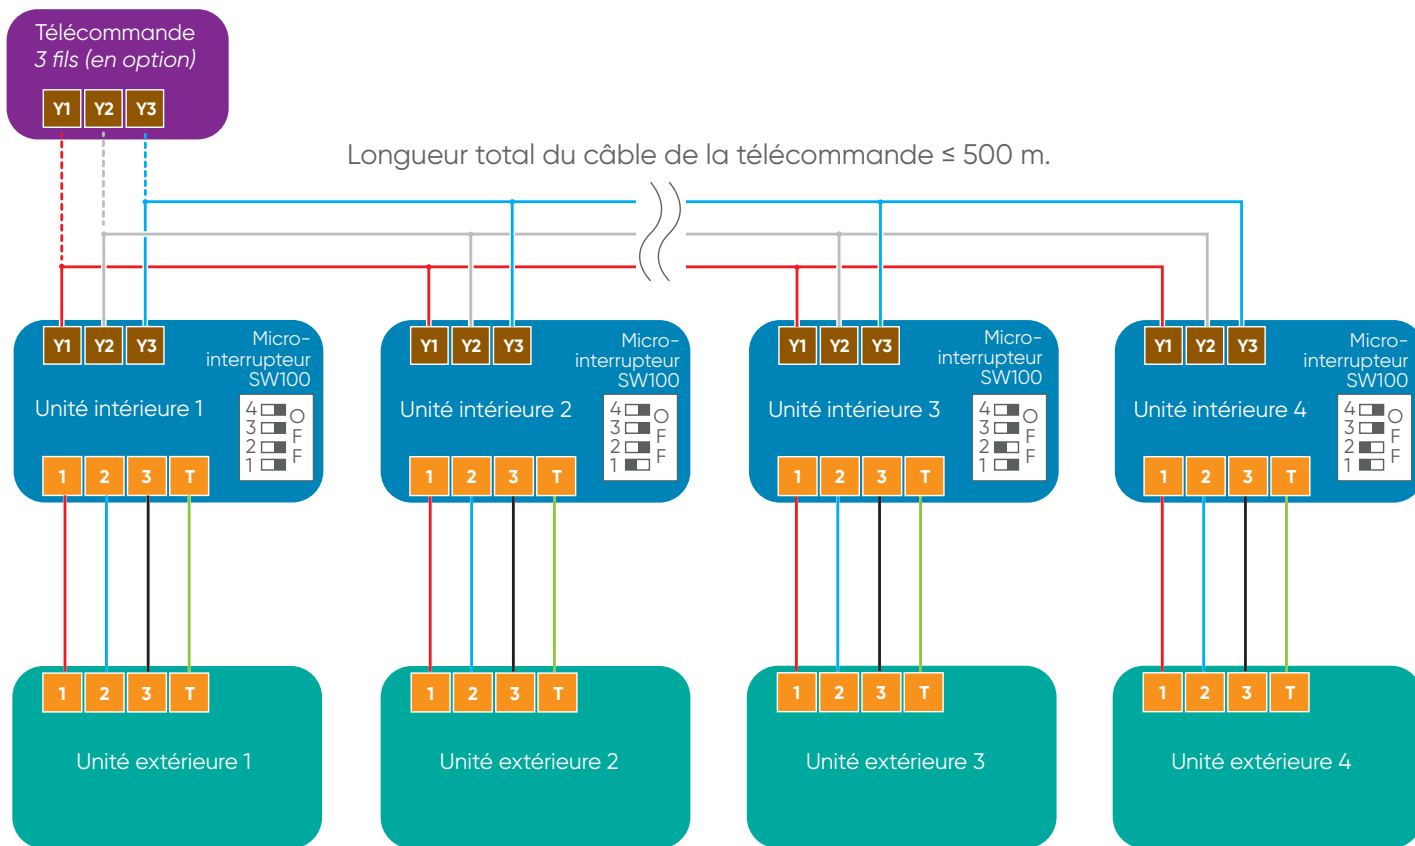 Télécommande
3 fils (en option)
Y1 Y2 Y3
Longueur total du câble de la télécommande ≤ 500 m.
Y1 Y2 Y3
Micro-
interrupteur
SW100
Unité intérieure 1
4 O
3 F
2 F
1
1 2 3 T
Y1 Y2 Y3
Micro-
interrupteur
SW100
Unité intérieure 2
4 O
3 F
2 F
1
1 2 3 T
Y1 Y2 Y3
Micro-
interrupteur
SW100
Unité intérieure 3
4 O
3 F
2 F
1
1 2 3 T
Y1 Y2 Y3
Micro-
interrupteur
SW100
Unité intérieure 4
4 O
3 F
2 F
1
1 2 3 T
1 2 3 T
Unité extérieure 1
1 2 3 T
Unité extérieure 2
1 2 3 T
Unité extérieure 3
1 2 3 T
Unité extérieure 4